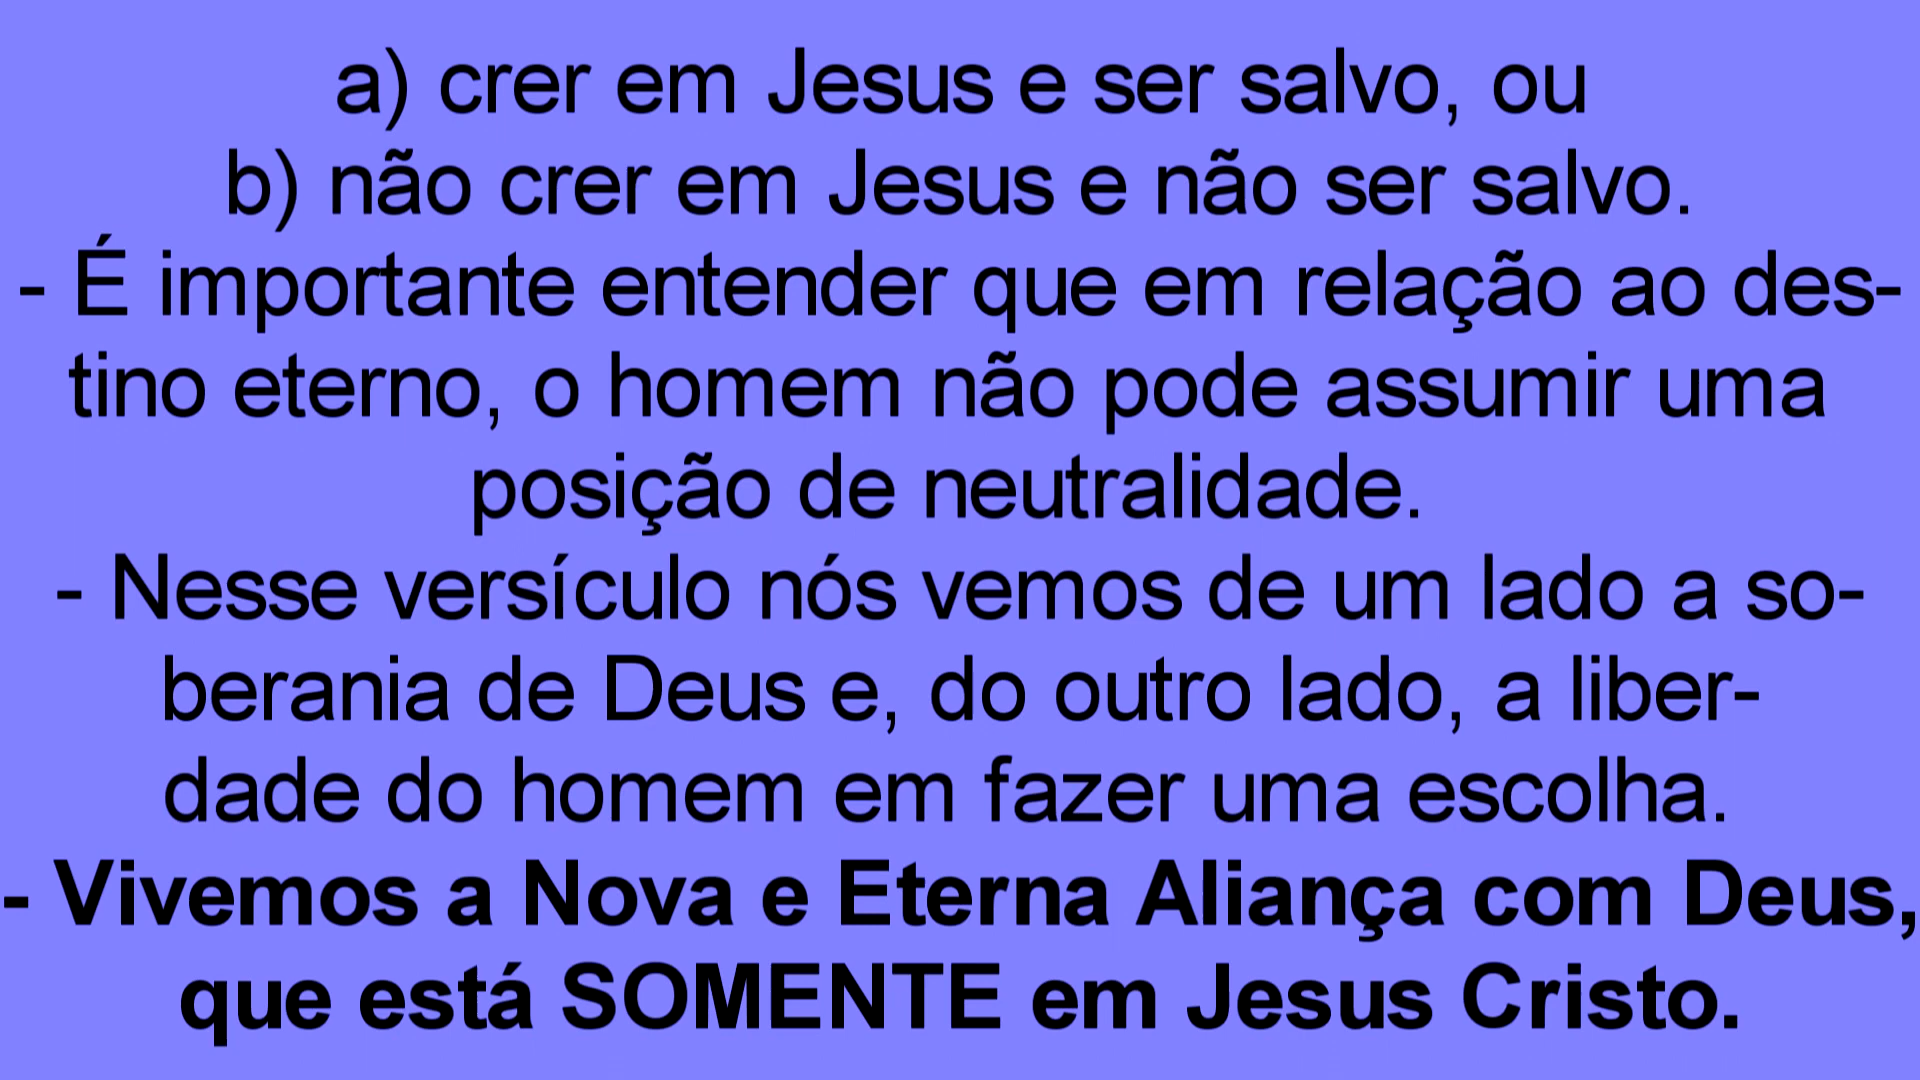 a) crer em Jesus e ser salvo, ou
b) não crer em Jesus e não ser salvo.
- É importante entender que em relação ao des-
tino eterno, o homem não pode assumir uma
posição de neutralidade.
- Nesse versículo nós vemos de um lado a so-
berania de Deus e, do outro lado, a liber-
dade do homem em fazer uma escolha.
- Vivemos a Nova e Eterna Aliança com Deus,
que está SOMENTE em Jesus Cristo.